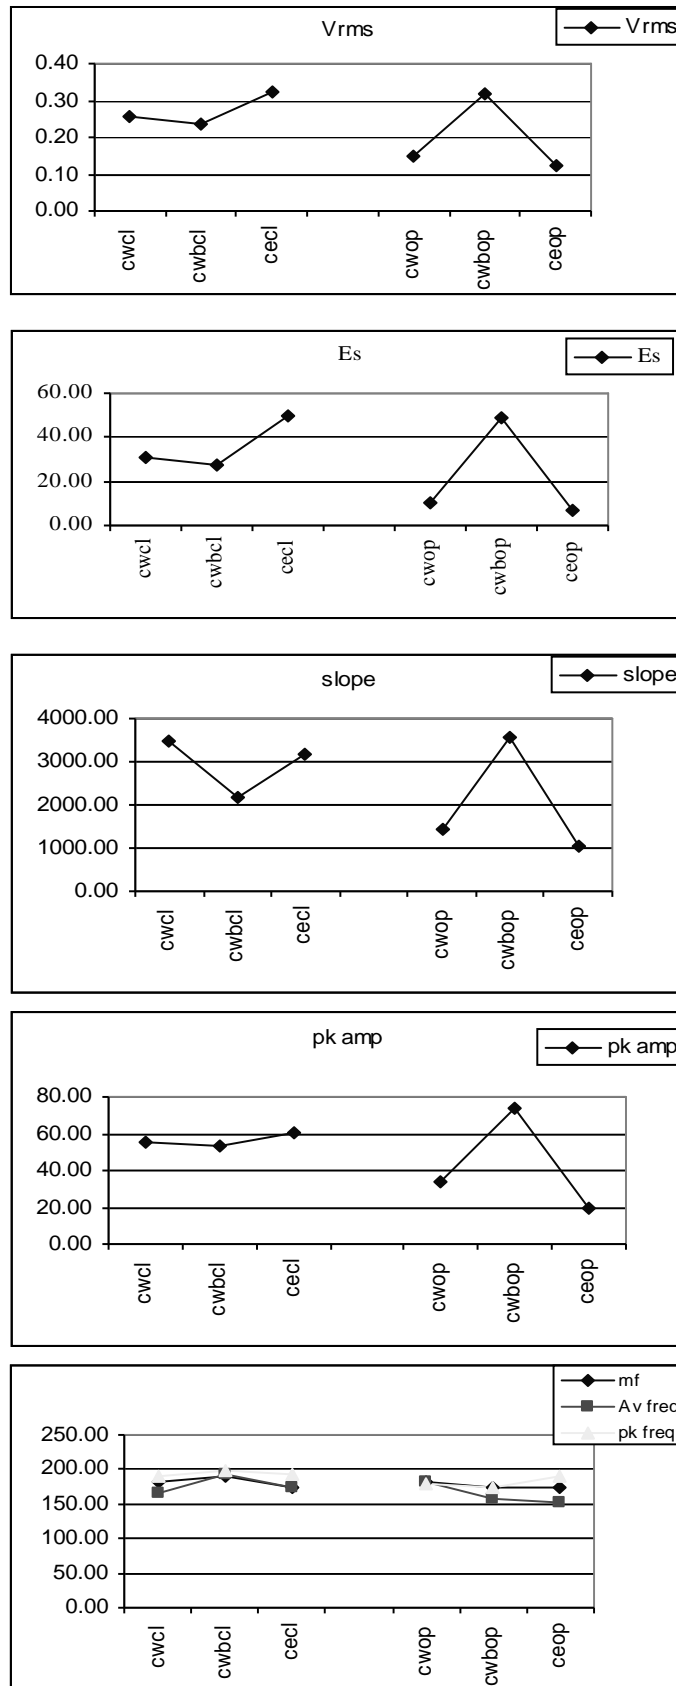 Vrms
Vrms
0.40
0.30
0.20
0.10
0.00
cwcl
cwbcl
cecl
cwop
cwbop
ceop
Es
Es
60.00
40.00
20.00
0.00
cwcl
cwbcl
cecl
cwop
cwbop
ceop
slope
slope
4000.00
3000.00
2000.00
1000.00
0.00
cwcl
cwbcl
cecl
cwop
cwbop
ceop
pk amp
pk amp
80.00
60.00
40.00
20.00
0.00
cwcl
cwbcl
cecl
cwop
cwbop
ceop
mf
Av freq
pk freq
250.00
200.00
150.00
100.00
50.00
0.00
cwcl
cwbcl
cecl
cwop
cwbop
ceop